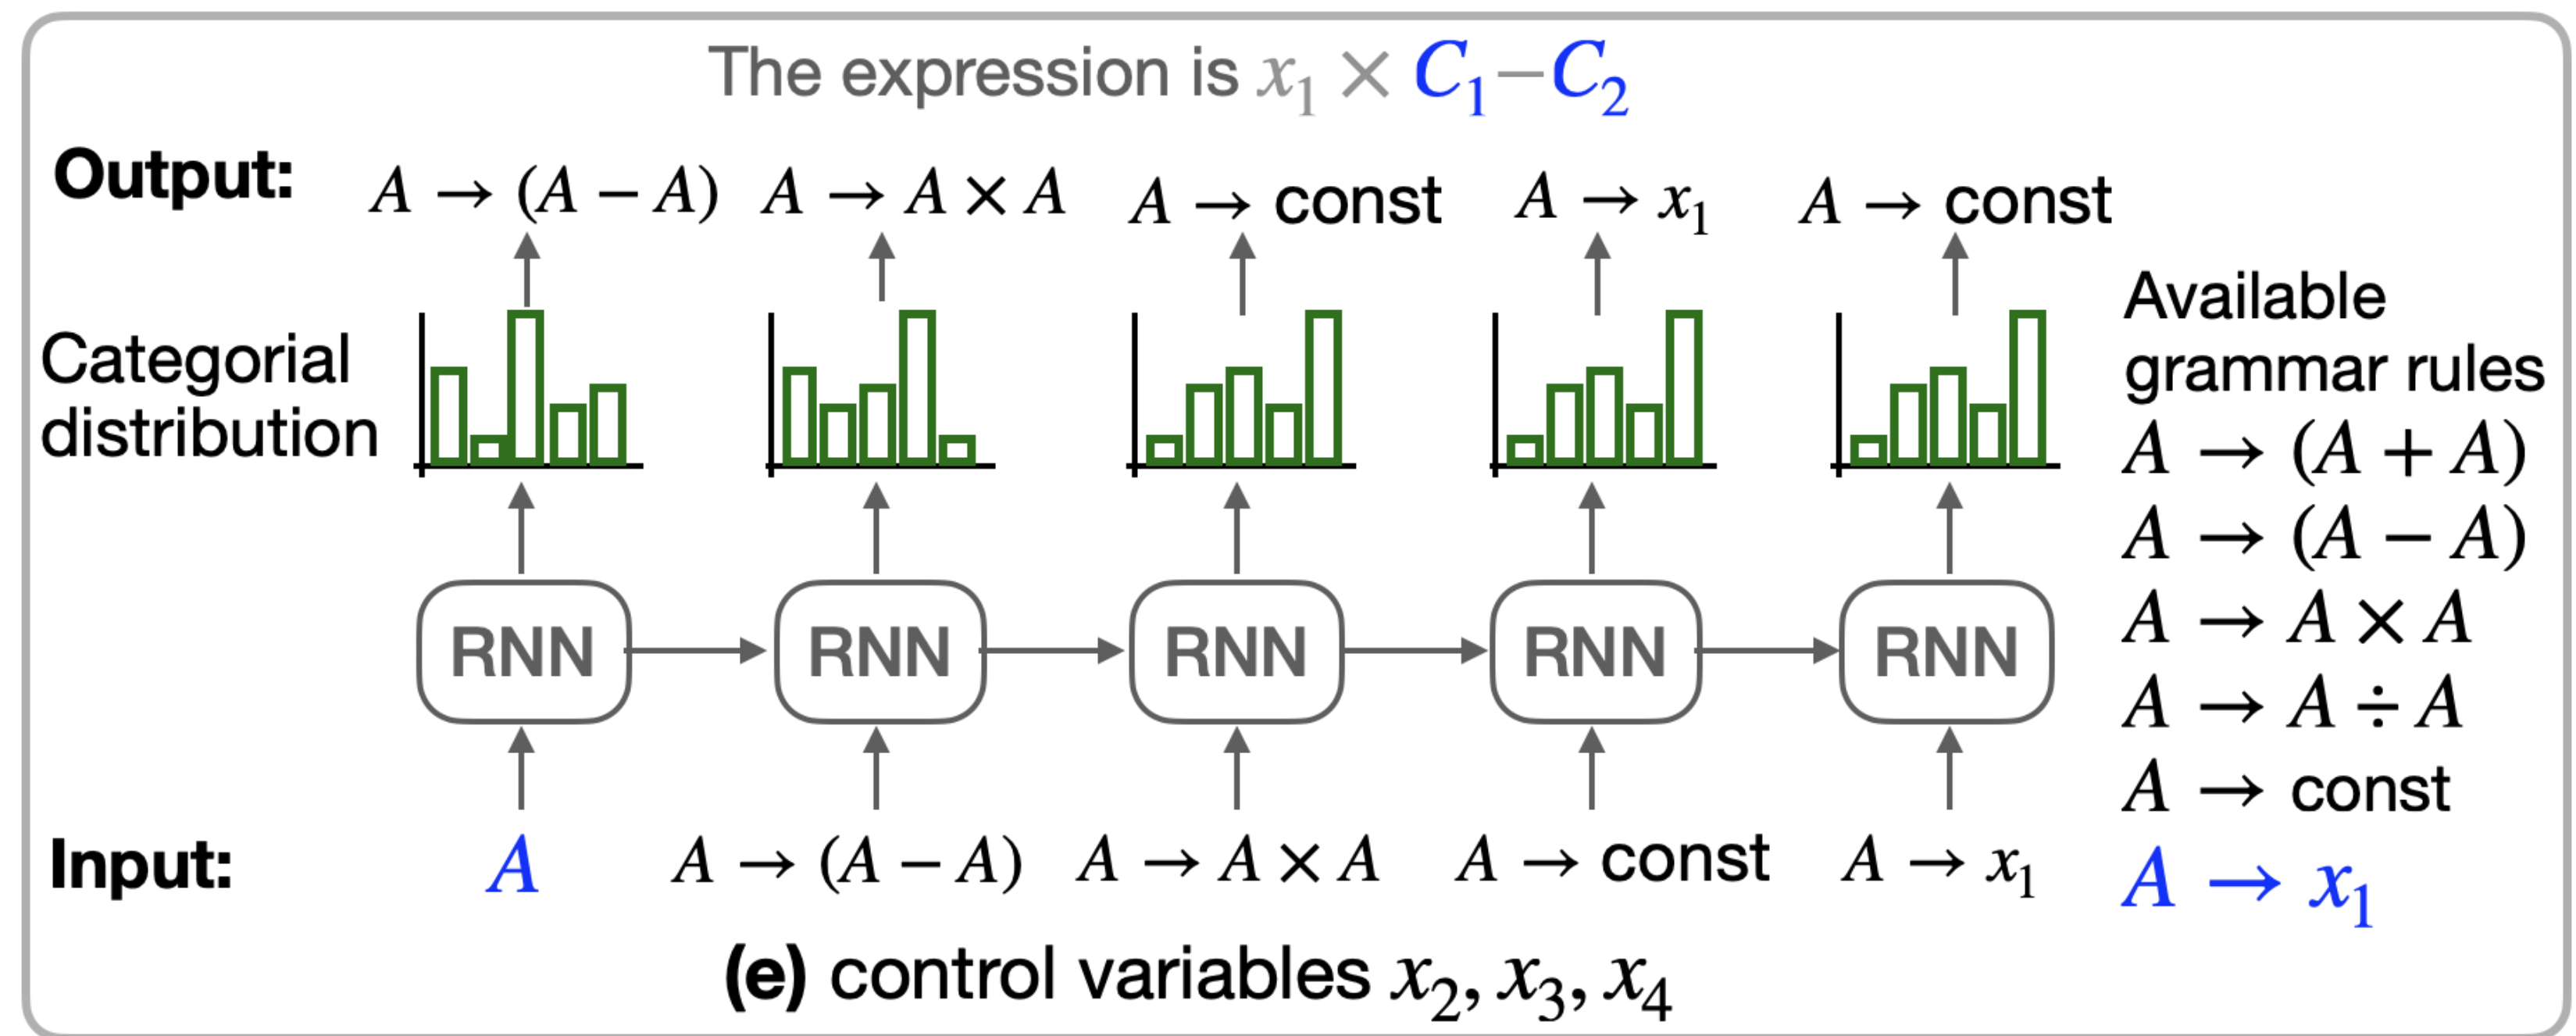 The expression is x₁ × C₁−C₂
Output: A → (A − A) A → A × A A → const A → x₁ A → const
Categorial
distribution
Available
grammar rules
A → (A + A)
A → (A − A)
A → A × A
A → A ÷ A
A → const
A → x₁
RNN RNN RNN RNN RNN
Input: A A → (A − A) A → A × A A → const A → x₁
(e) control variables x₂, x₃, x₄